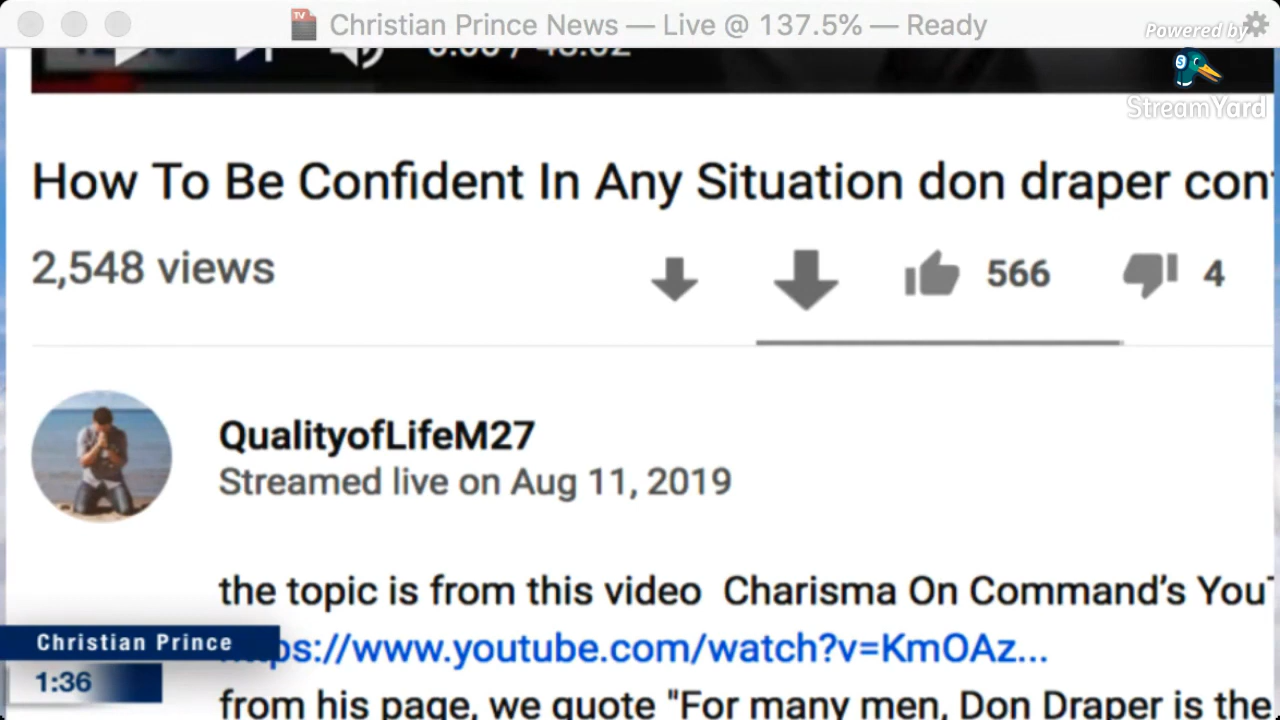 Christian Prince News — Live @ 137.5% — Ready
Powered by
StreamYard
How To Be Confident In Any Situation don draper
2,548 views
566
4
QualityofLifeM27
Streamed live on Aug 11, 2019
the topic is from this video Charisma On Command's
Christian Prince
ps://www.youtube.com/watch?v=KmOAz...
1:36
from his page, we quote "For many men, Don Draper is the